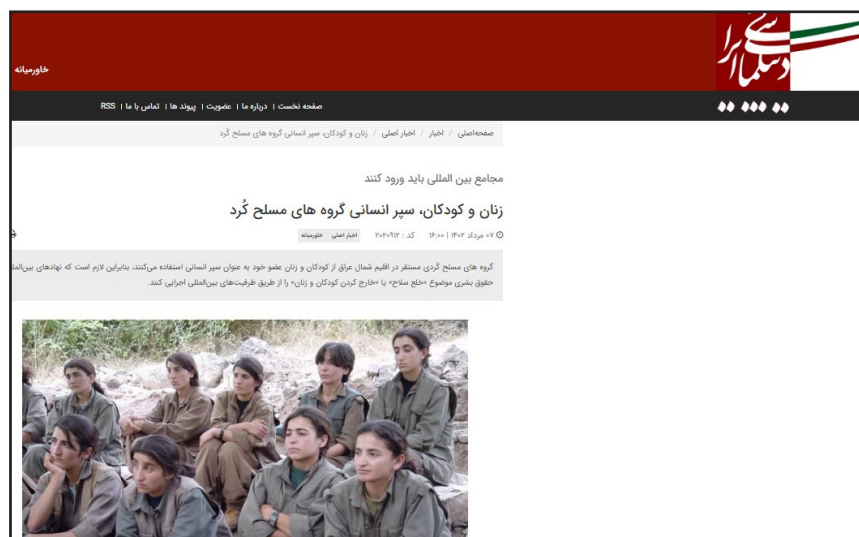 دیپلماسی ایرانی
خاورمیانه
صفحه نخست | درباره ما | عضویت | پیوند ها | تماس با ما | RSS
صفحه‌اصلی / اخبار / اخبار اصلی / زنان و کودکان، سپر انسانی گروه های مسلح کُرد
مجامع بین المللی باید ورود کنند
زنان و کودکان، سپر انسانی گروه های مسلح کُرد
۰۷ مرداد ۱۴۰۲ | ۱۶:۰۰ کد : ۲۰۲۰۹۱۲ اخبار اصلی خاورمیانه
گروه های مسلح کُردی مستقر در اقلیم شمال عراق از کودکان و زنان عضو خود به عنوان سپر انسانی استفاده می‌کنند، بنابراین لازم است که نهادهای
حقوق بشری موضوع «خلع سلاح» یا «خارج کردن کودکان و زنان» را از طریق ظرفیت‌های بین‌المللی اجرایی کنند.